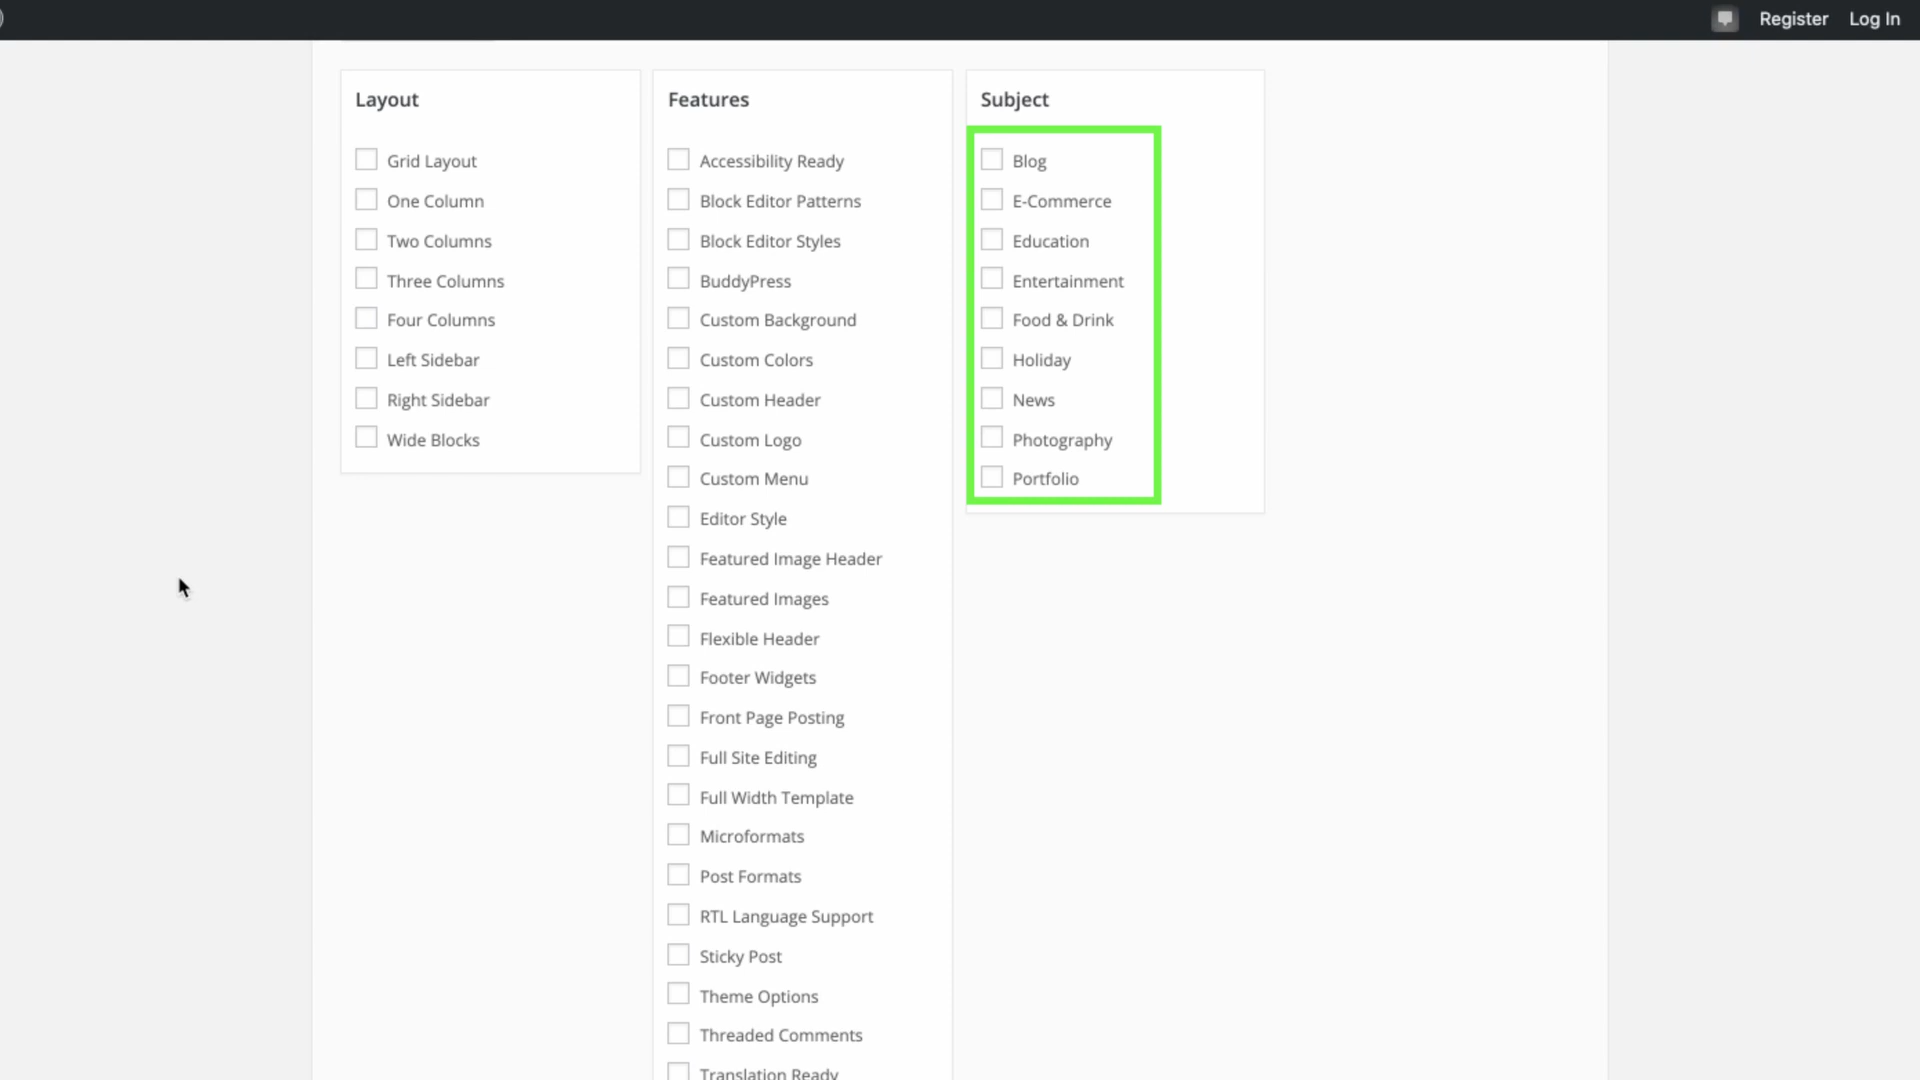 Register Log In
Layout
Grid Layout
One Column
Two Columns
Three Columns
Four Columns
Left Sidebar
Right Sidebar
Wide Blocks
Features
Accessibility Ready
Block Editor Patterns
Block Editor Styles
BuddyPress
Custom Background
Custom Colors
Custom Header
Custom Logo
Custom Menu
Editor Style
Featured Image Header
Featured Images
Flexible Header
Footer Widgets
Front Page Posting
Full Site Editing
Full Width Template
Microformats
Post Formats
RTL Language Support
Sticky Post
Theme Options
Threaded Comments
Translation Ready
Subject
Blog
E-Commerce
Education
Entertainment
Food & Drink
Holiday
News
Photography
Portfolio